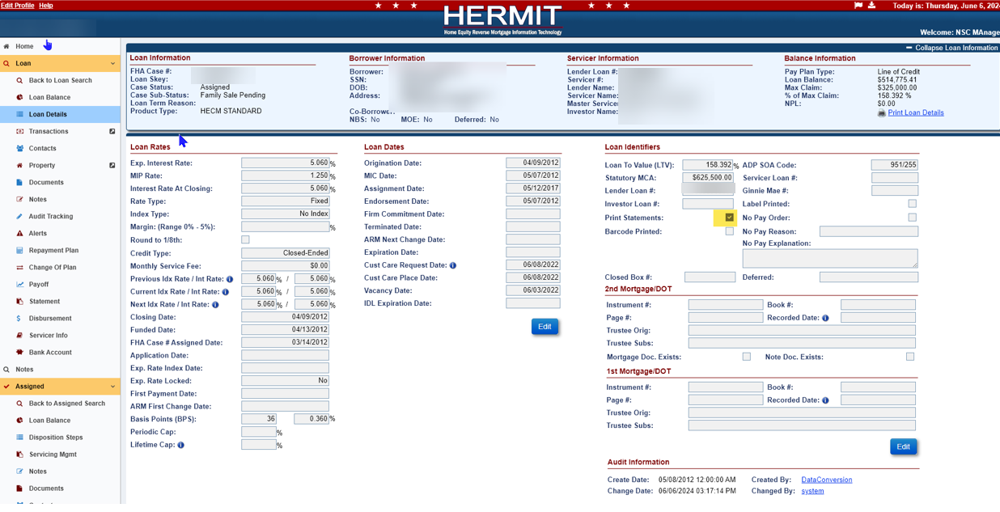 Edit Profile Help
Today is: Thursday, June 6, 202
HERMIT
Home Equity Reverse Mortgage Information Technology
Welcome: NSC MAnage
Home
Loan
Back to Loan Search
Loan Balance
Loan Details
Transactions
Contacts
Property
Documents
Notes
Audit Tracking
Alerts
Repayment Plan
Change Of Plan
Payoff
Statement
Disbursement
Servicer Info
Bank Account
Notes
Assigned
Back to Assigned Search
Loan Balance
Disposition Steps
Servicing Mgmt
Notes
Documents
Collapse Loan Information
Loan Information
FHA Case #:
Loan Skey:
Case Status: Assigned
Case Sub-Status: Family Sale Pending
Loan Term Reason:
Product Type: HECM STANDARD
Borrower Information
Borrower:
SSN:
DOB:
Address:
Co-Borrower:
NBS: No MOE: No Deferred: No
Servicer Information
Lender Loan #:
Servicer #:
Lender Name:
Servicer Name:
Master Servicer
Investor Name:
Balance Information
Pay Plan Type: Line of Credit
Loan Balance: $514,775.41
Max Claim: $325,000.00
% of Max Claim: 158.392 %
NPL: $0.00
Print Loan Details
Loan Rates
Exp. Interest Rate: 5.060 %
MIP Rate: 1.250 %
Interest Rate At Closing: 5.060 %
Rate Type: Fixed
Index Type: No Index
Margin: (Range 0% - 5%): %
Round to 1/8th:
Credit Type: Closed-Ended
Monthly Service Fee: $0.00
Previous Idx Rate / Int Rate: 5.060 % / 5.060 %
Current Idx Rate / Int Rate: 5.060 % / 5.060 %
Next Idx Rate / Int Rate: 5.060 % / 5.060 %
Closing Date: 04/09/2012
Funded Date: 04/13/2012
FHA Case # Assigned Date: 03/14/2012
Application Date:
Exp. Rate Index Date:
Exp. Rate Locked: No
First Payment Date:
ARM First Change Date:
Basis Points (BPS): 36 0.360 %
Periodic Cap: %
Lifetime Cap: %
Loan Dates
Origination Date: 04/09/2012
MIC Date: 05/07/2012
Assignment Date: 05/12/2017
Endorsement Date: 05/07/2012
Firm Commitment Date:
Terminated Date:
ARM Next Change Date:
Expiration Date:
Cust Care Request Date: 06/08/2022
Cust Care Place Date: 06/08/2022
Vacancy Date: 06/03/2022
IDL Expiration Date:
Edit
Loan Identifiers
Loan To Value (LTV): 158.392 % ADP SOA Code: 951/255
Statutory MCA: $625,500.00 Servicer Loan #:
Lender Loan #: Ginnie Mae #:
Investor Loan #: Label Printed:
Print Statements: No Pay Order:
Barcode Printed: No Pay Reason:
No Pay Explanation:
Closed Box #: Deferred:
2nd Mortgage/DOT
Instrument #: Book #:
Page #: Recorded Date:
Trustee Orig:
Trustee Subs:
Mortgage Doc. Exists: Note Doc. Exists:
1st Mortgage/DOT
Instrument #: Book #:
Page #: Recorded Date:
Trustee Orig:
Trustee Subs:
Edit
Audit Information
Create Date: 05/08/2012 12:00:00 AM Created By: DataConversion
Change Date: 06/06/2024 03:17:14 PM Changed By: system